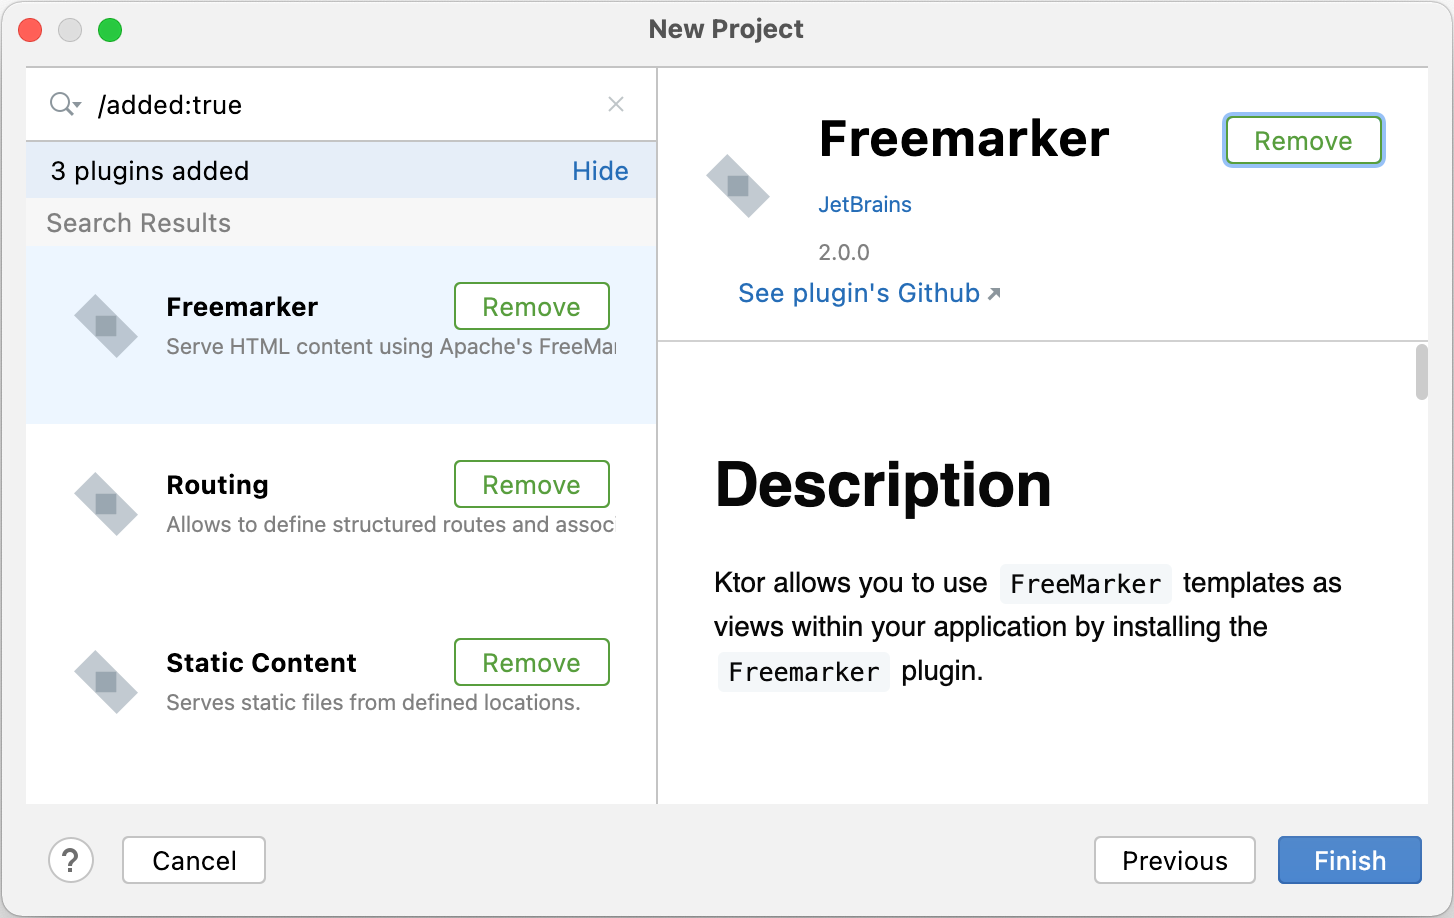 New Project
/added:true
3 plugins added Hide
Search Results
Freemarker Remove
Serve HTML content using Apache's
Routing Remove
Allows to define structured routes and
Static Content Remove
Serves static files from defined locations.
Freemarker Remove
JetBrains
2.0.0
See plugin's Github
Description
Ktor allows you to use FreeMarker templates as
views within your application by installing the
Freemarker plugin.
? Cancel Previous Finish